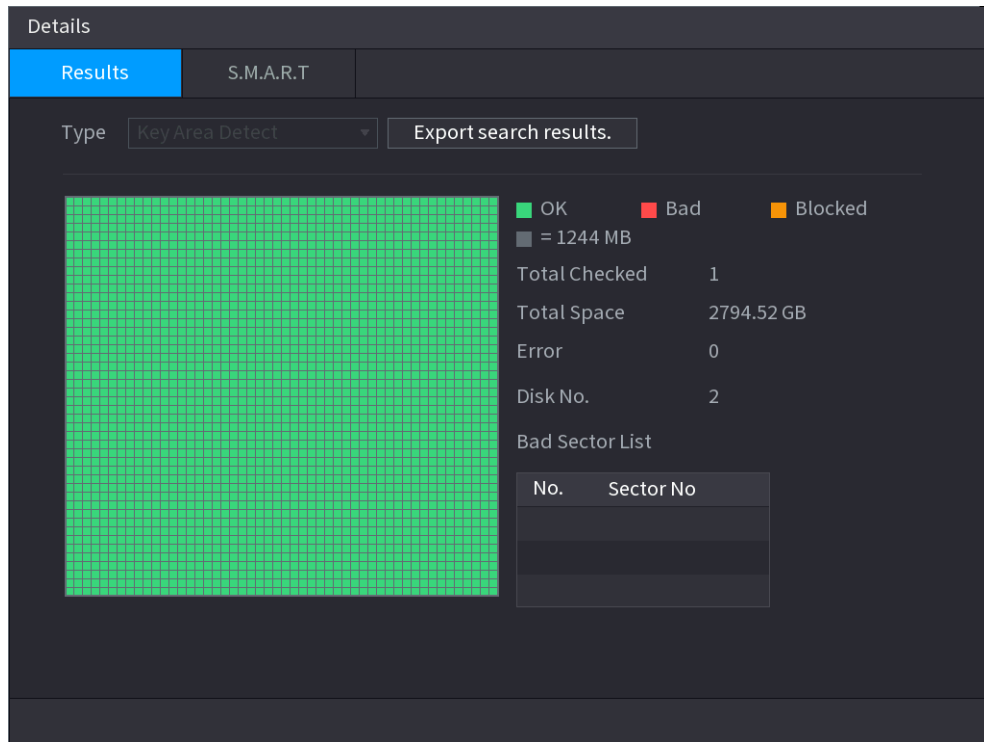 Details
Results S.M.A.R.T
Type Key Area Detect Export search results.
OK Bad Blocked
= 1244 MB
Total Checked 1
Total Space 2794.52 GB
Error 0
Disk No. 2
Bad Sector List
No. Sector No